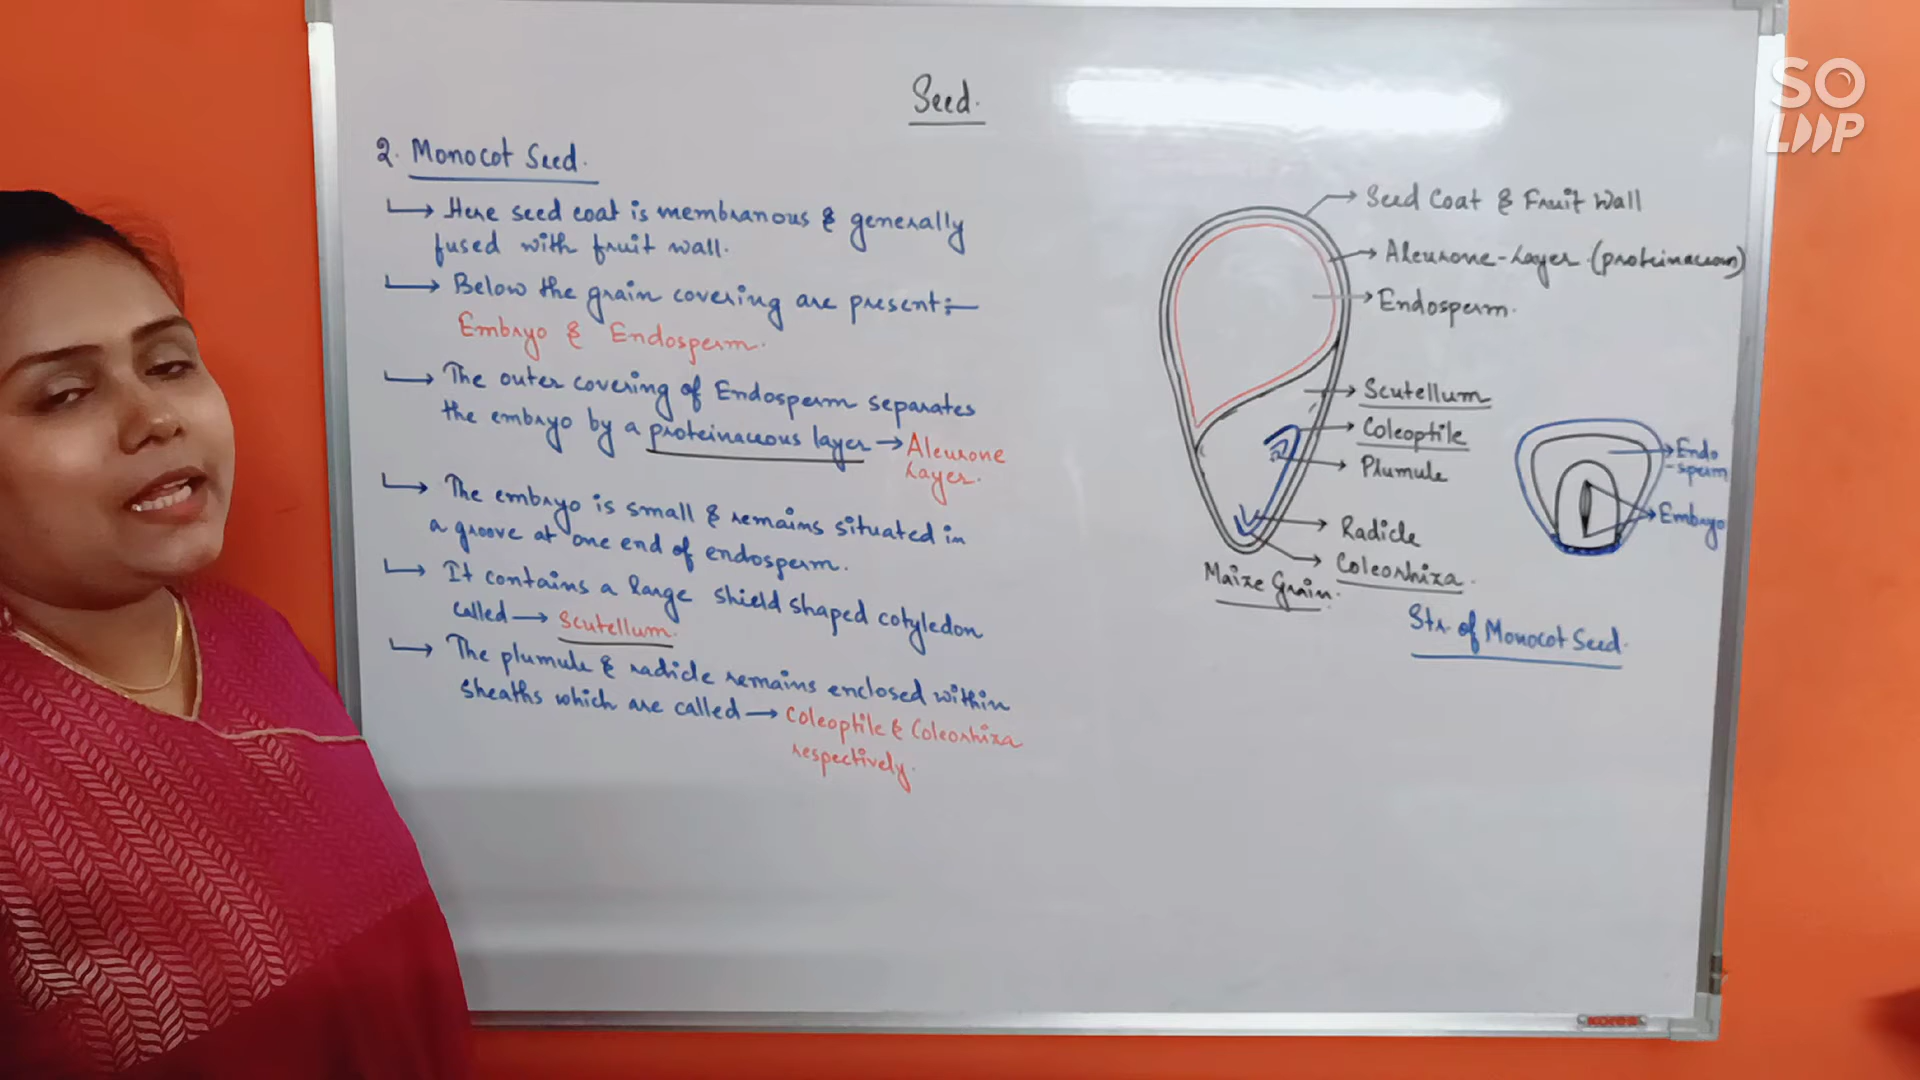 Seed.
2. Monocot Seed.
Here seed coat is membranous & generally
fused with fruit wall.
Below the grain covering are present:-
Embryo & Endosperm.
The outer covering of Endosperm separates
the embryo by a proteinaceous layer → Aleurone
Layer.
The embryo is small & remains situated in
a groove at one end of endosperm.
It contains a large shield shaped cotyledon
called → Scutellum.
The plumule & radicle remains enclosed within
sheaths which are called → Coleoptile & Coleorhiza
respectively.
Seed Coat & Fruit Wall
Aleurone-Layer (proteinaceous)
Endosperm.
Scutellum
Coleoptile
Plumule
Radicle
Coleorhiza.
Maize Grain.
Endo
-sperm
Embryo
Str. of Monocot Seed.
SO
LOOP